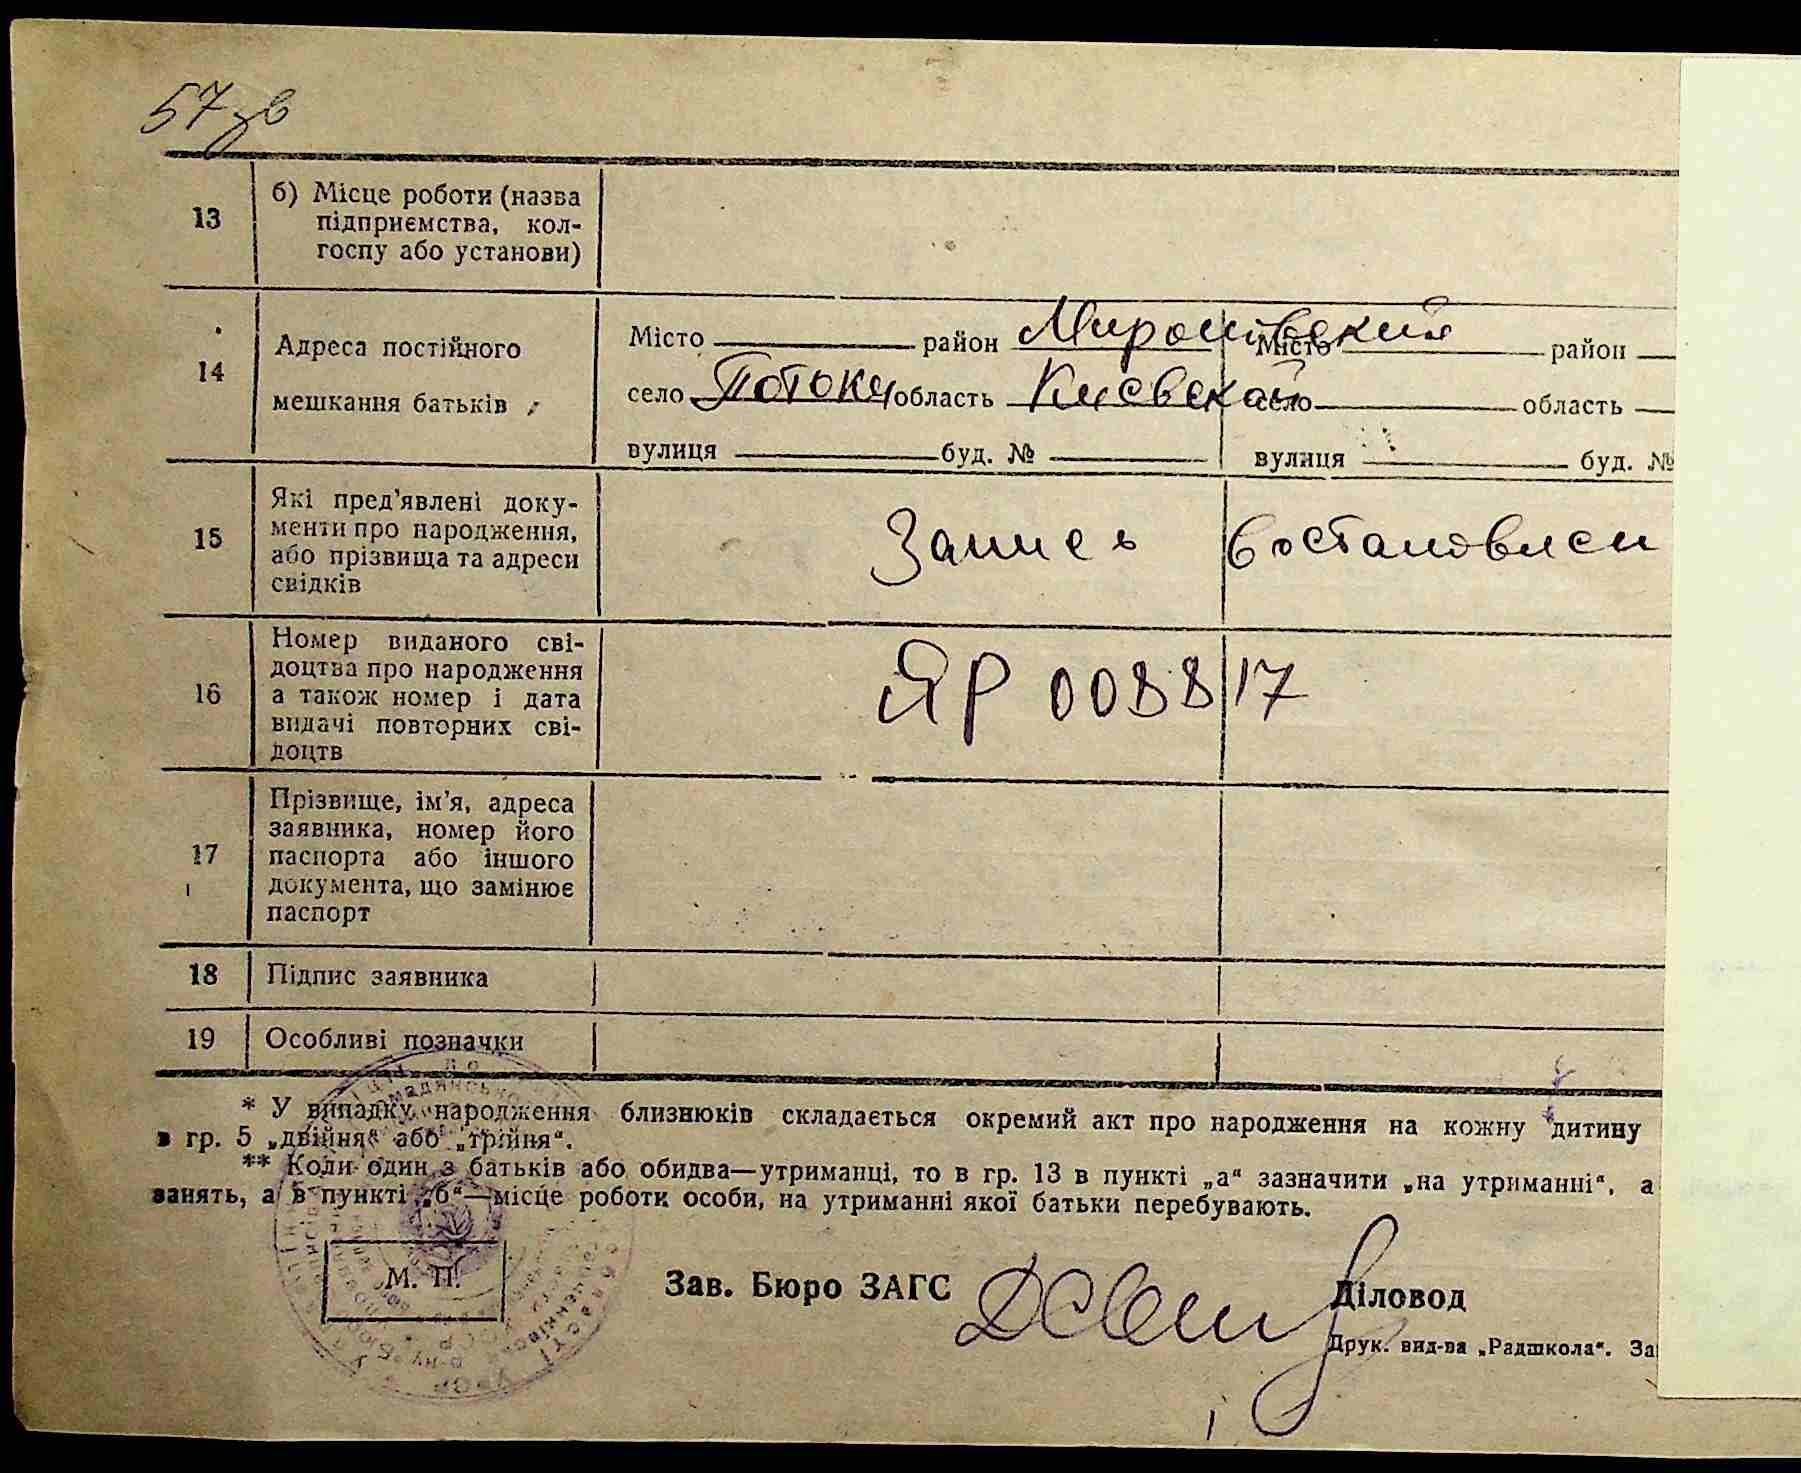 57 зв
13 б) Місце роботи (назва
підприємства, кол-
госпу або установи)
14 Адреса постійного
мешкання батьків
Місто район Мироновский Місто район
село Потоки область Киевской село область
вулиця буд. № вулиця буд. №
15 Які пред'явлені доку-
менти про народження,
або прізвища та адреси
свідків
Запись востановлен
16 Номер виданого сві-
доцтва про народження
а також номер і дата
видачі повторних сві-
доцтв
ЯР 008817
17 Прізвище, ім'я, адреса
заявника, номер його
паспорта або іншого
документа, що замінює
паспорт
18 Підпис заявника
19 Особливі позначки
* У випадку народження близнюків складається окремий акт про народження на кожну дитину
в гр. 5 „двійня“ або „трійня“.
** Коли один з батьків або обидва—утриманці, то в гр. 13 в пункті „а“ зазначити „на утриманні“, а
занять, а в пункті „б“—місце роботи особи, на утриманні якої батьки перебувають.
М. П.
Зав. Бюро ЗАГС Діловод
Друк. вид-ва „Радшкола“. За